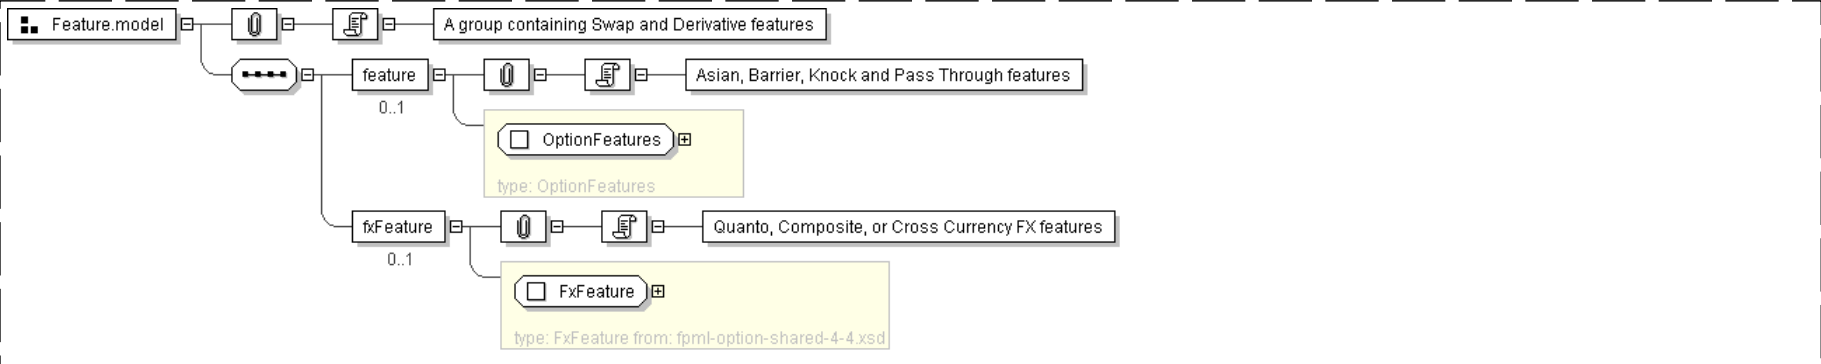 Feature.model
A group containing Swap and Derivative features
feature
Asian, Barrier, Knock and Pass Through features
0..1
OptionFeatures
type: OptionFeatures
fxFeature
Quanto, Composite, or Cross Currency FX features
0..1
FxFeature
type: FxFeature from: fpml-option-shared-4-4.xsd